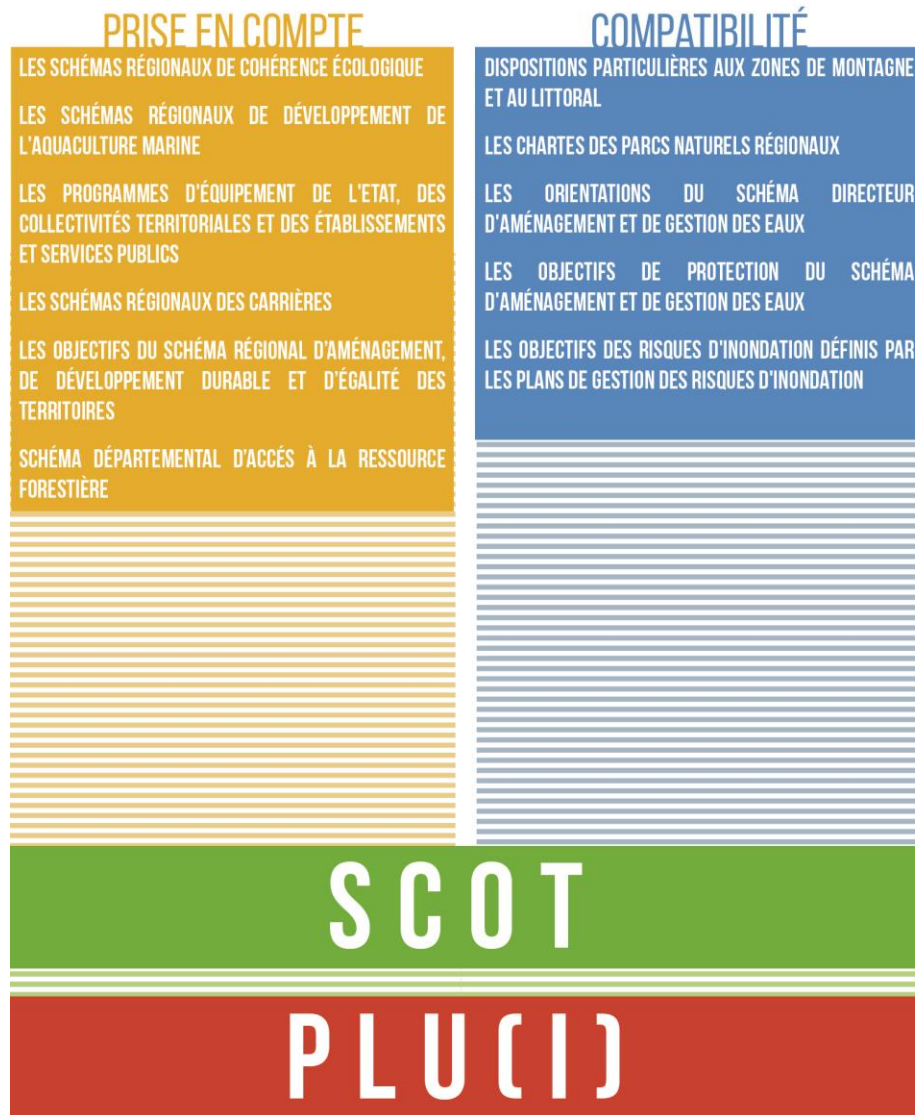 PRISE EN COMPTE
LES SCHÉMAS RÉGIONAUX DE COHÉRENCE ÉCOLOGIQUE
LES SCHÉMAS RÉGIONAUX DE DÉVELOPPEMENT DE
L'AQUACULTURE MARINE
LES PROGRAMMES D'ÉQUIPEMENT DE L'ETAT, DES
COLLECTIVITÉS TERRITORIALES ET DES ÉTABLISSEMENTS
ET SERVICES PUBLICS
LES SCHÉMAS RÉGIONAUX DES CARRIÈRES
LES OBJECTIFS DU SCHÉMA RÉGIONAL D'AMÉNAGEMENT,
DE DÉVELOPPEMENT DURABLE ET D'ÉGALITÉ DES
TERRITOIRES
SCHÉMA DÉPARTEMENTAL D'ACCÉS À LA RESSOURCE
FORESTIÈRE
COMPATIBILITÉ
DISPOSITIONS PARTICULIÈRES AUX ZONES DE MONTAGNE
ET AU LITTORAL
LES CHARTES DES PARCS NATURELS RÉGIONAUX
LES ORIENTATIONS DU SCHÉMA DIRECTEUR
D'AMÉNAGEMENT ET DE GESTION DES EAUX
LES OBJECTIFS DE PROTECTION DU SCHÉMA
D'AMÉNAGEMENT ET DE GESTION DES EAUX
LES OBJECTIFS DES RISQUES D'INONDATION DÉFINIS PAR
LES PLANS DE GESTION DES RISQUES D'INONDATION
SCOT
PLU(I)